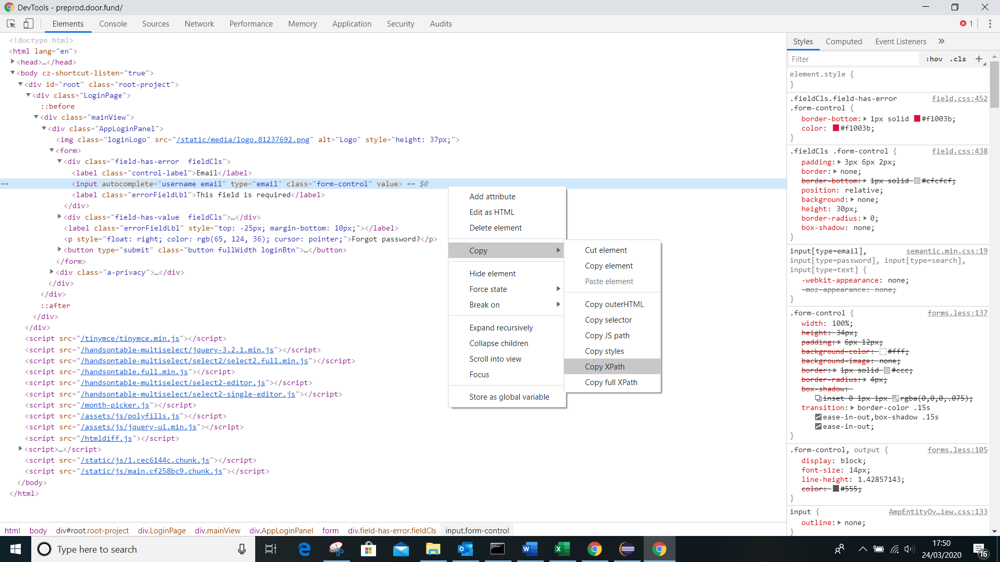 DevTools - preprod.door.fund/
Elements Console Sources Network Performance Memory Application Security Audits 1
<!doctype html>
<html lang="en">
<head>…</head>
<body cz-shortcut-listen="true">
<div id="root" class="root-project">
<div class="LoginPage">
::before
<div class="mainView">
<div class="AppLoginPanel">
<img class="loginLogo" src="/static/media/logo.81237692.png" alt="Logo" style="height: 37px;">
<form>
<div class="field-has-error  fieldCls">
<label class="control-label">Email</label>
… <input autocomplete="username email" type="email" class="form-control" value> == $0
<label class="errorFieldLbl">This field is required</label>
</div>
<div class="field-has-value  fieldCls">…</div>
<label class="errorFieldLbl" style="top: -25px; margin-bottom: 10px;"></label>
<p style="float: right; color: rgb(65, 124, 36); cursor: pointer;">Forgot password?</p>
<button type="submit" class="button fullWidth loginBtn">…</button>
</form>
<div class="a-privacy">…</div>
</div>
</div>
::after
</div>
</div>
<script src="/tinymce/tinymce.min.js"></script>
<script src="/handsontable-multiselect/jquery-3.2.1.min.js"></script>
<script src="/handsontable-multiselect/select2/select2.full.min.js"></script>
<script src="/handsontable.full.min.js"></script>
<script src="/handsontable-multiselect/select2-editor.js"></script>
<script src="/handsontable-multiselect/select2-single-editor.js"></script>
<script src="/month-picker.js"></script>
<script src="/assets/js/polyfills.js"></script>
<script src="/assets/js/jquery-ui.min.js"></script>
<script src="/htmldiff.js"></script>
<script>…</script>
<script src="/static/js/1.cec6144c.chunk.js"></script>
<script src="/static/js/main.cf258bc9.chunk.js"></script>
</body>
</html>
Add attribute
Edit as HTML
Delete element
Copy
Hide element
Force state
Break on
Expand recursively
Collapse children
Scroll into view
Focus
Store as global variable
Cut element
Copy element
Paste element
Copy outerHTML
Copy selector
Copy JS path
Copy styles
Copy XPath
Copy full XPath
Styles Computed Event Listeners »
Filter :hov .cls +
element.style {
}
.fieldCls.field-has-error field.css:452
.form-control {
border-bottom: 1px solid #f1003b;
color: #f1003b;
}
.fieldCls .form-control { field.css:438
padding: 3px 6px 2px;
border: none;
border-bottom: 1px solid #cfcfcf;
position: relative;
background: none;
height: 30px;
border-radius: 0;
box-shadow: none;
}
input[type=email], semantic.min.css:19
input[type=password], input[type=search],
input[type=text] {
-webkit-appearance: none;
-moz-appearance: none;
}
.form-control { forms.less:137
width: 100%;
height: 34px;
padding: 6px 12px;
background-color: #fff;
background-image: none;
border: 1px solid #ccc;
border-radius: 4px;
box-shadow:
inset 0 1px 1px rgba(0,0,0,.075);
transition: border-color .15s
ease-in-out,box-shadow .15s
ease-in-out;
}
.form-control, output { forms.less:105
display: block;
font-size: 14px;
line-height: 1.42857143;
color: #555;
}
input { AmpEntityOv…iew.css:133
outline: none;
}
html body div#root.root-project div.LoginPage div.mainView div.AppLoginPanel form div.field-has-error.fieldCls input.form-control
Type here to search
17:50
24/03/2020
16